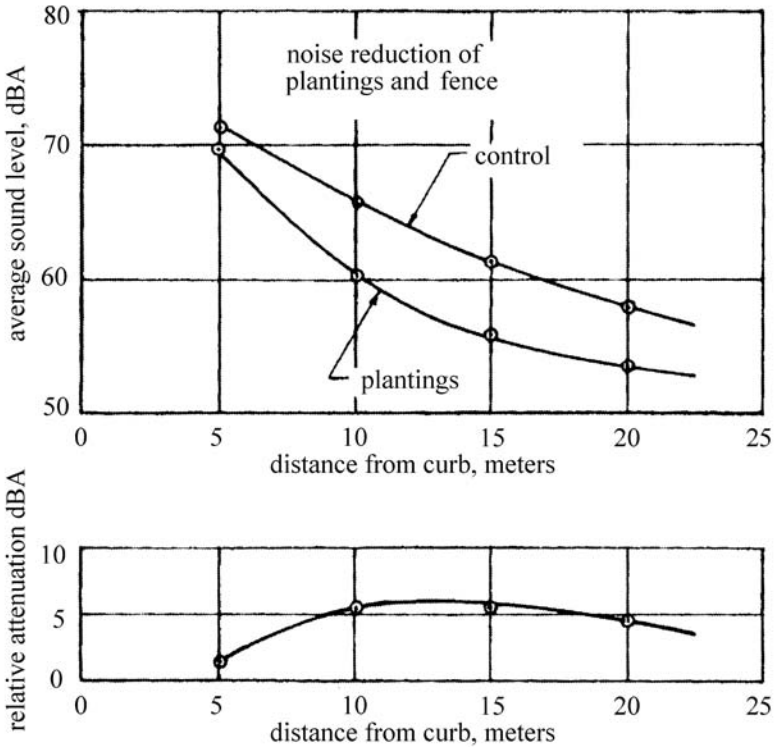 80
70
60
50
average sound level, dBA
noise reduction of
plantings and fence
control
plantings
0 5 10 15 20 25
distance from curb, meters
10
5
0
relative attenuation dBA
0 5 10 15 20 25
distance from curb, meters